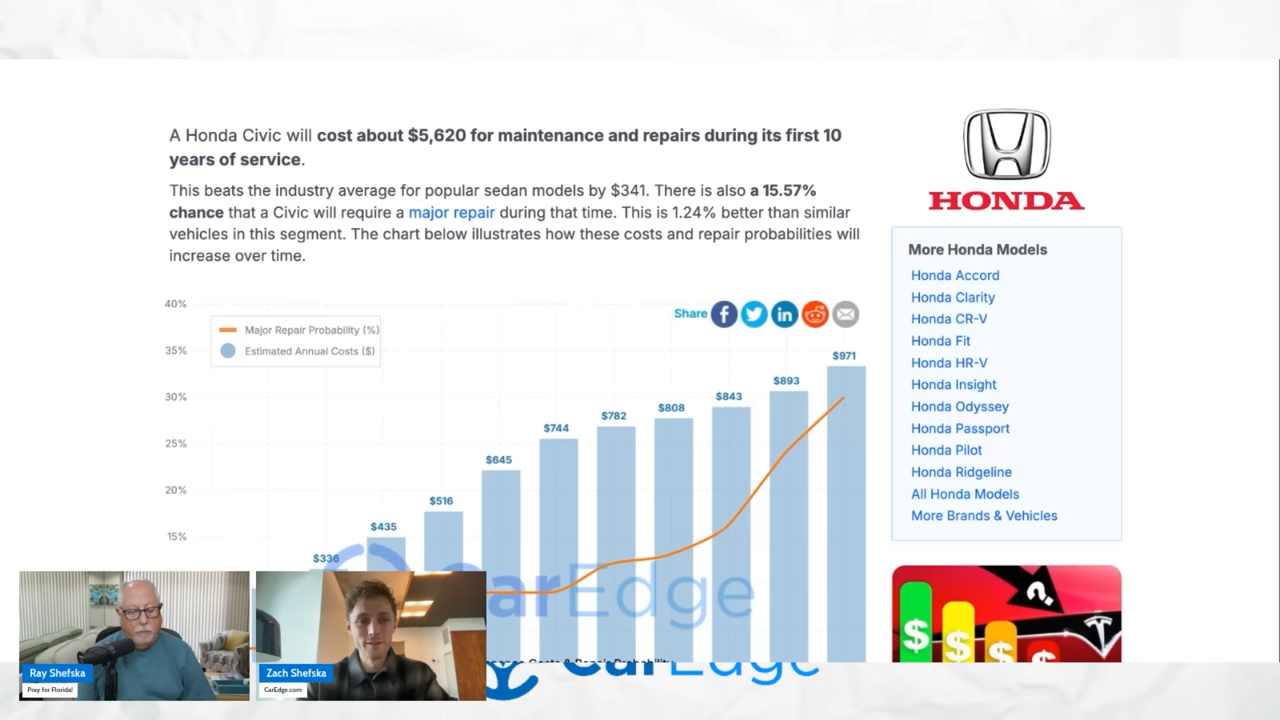 A Honda Civic will cost about $5,620 for maintenance and repairs during its first 10
years of service.
This beats the industry average for popular sedan models by $341. There is also a 15.57%
chance that a Civic will require a major repair during that time. This is 1.24% better than similar
vehicles in this segment. The chart below illustrates how these costs and repair probabilities will
increase over time.
HONDA
More Honda Models
Honda Accord
Honda Clarity
Honda CR-V
Honda Fit
Honda HR-V
Honda Insight
Honda Odyssey
Honda Passport
Honda Pilot
Honda Ridgeline
All Honda Models
More Brands & Vehicles
Share
Major Repair Probability (%)
Estimated Annual Costs ($)
40%
35%
30%
25%
20%
15%
$336
$435
$516
$645
$744
$782
$808
$843
$893
$971
arEdge
Costs & Repair Probability
CarEdge
?
$
$
$
$
Ray Shefska
Pray for Florida!
Zach Shefska
CarEdge.com